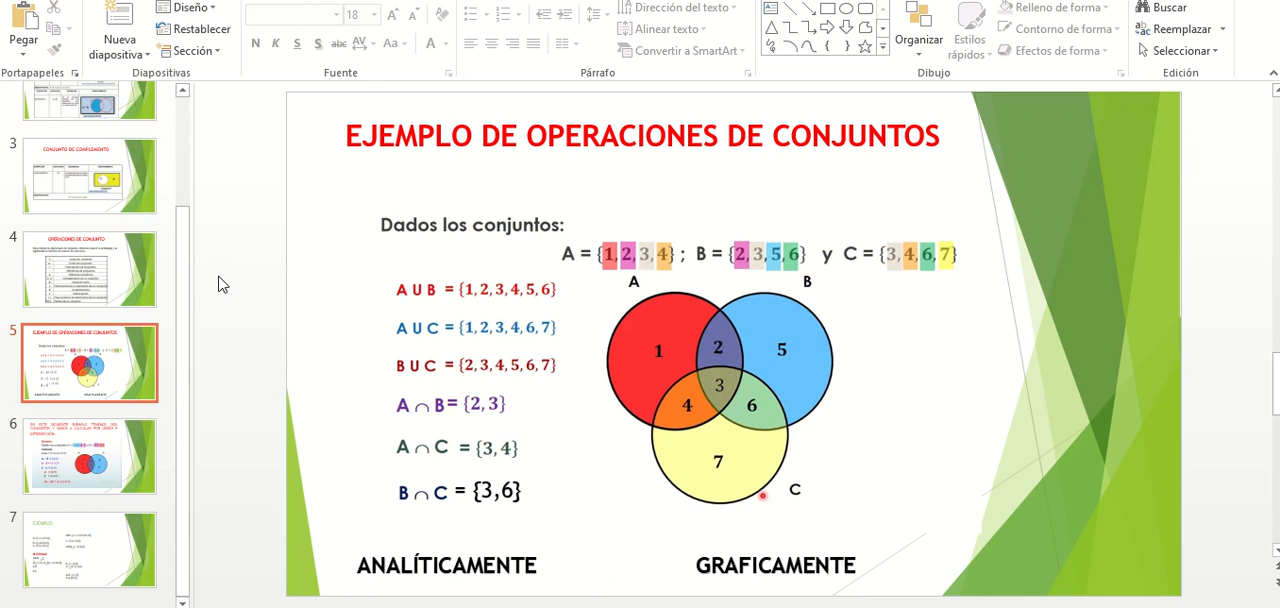 Pegar
Nueva
diapositiva
Diseño
Restablecer
Sección
18
N K S S abc AV Aa A
Dirección del texto
Alinear texto
Convertir a SmartArt
Organizar
Estilos
rápidos
Relleno de forma
Contorno de forma
Efectos de forma
Buscar
Reemplazar
Seleccionar
Portapapeles
Diapositivas
Fuente
Párrafo
Dibujo
Edición
3
CONJUNTO DE COMPLEMENTO
4
OPERACIONES DE CONJUNTO
5
EJEMPLO DE OPERACIONES DE CONJUNTOS
6
7
EJEMPLO:
EJEMPLO DE OPERACIONES DE CONJUNTOS
Dados los conjuntos:
A = {1, 2, 3, 4} ; B = {2, 3, 5, 6} y C = {3, 4, 6, 7}
A U B = {1, 2, 3, 4, 5, 6}
A U C = {1, 2, 3, 4, 6, 7}
B U C = {2, 3, 4, 5, 6, 7}
A ∩ B = {2, 3}
A ∩ C = {3, 4}
B ∩ C = {3,6}
A
B
1
2
5
3
4
6
7
C
ANALÍTICAMENTE
GRAFICAMENTE